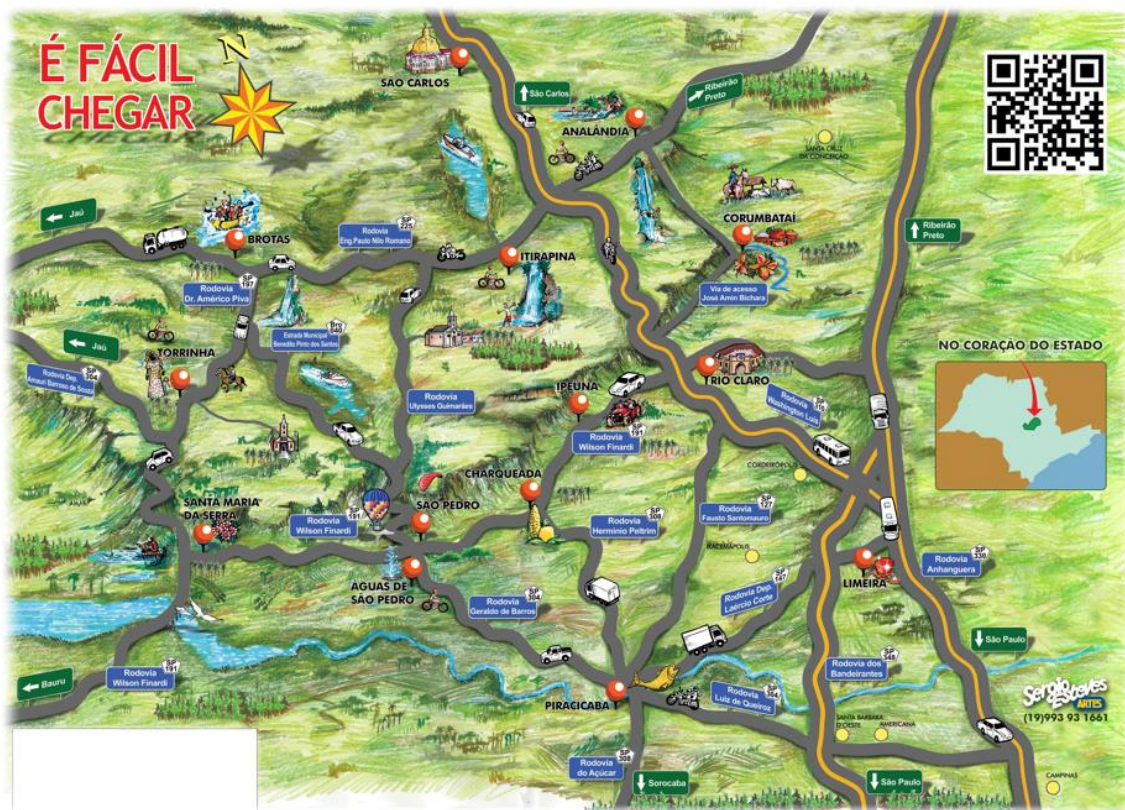 É FÁCIL
CHEGAR
N
SÃO CARLOS
São Carlos
Ribeirão
Preto
ANALÂNDIA
SANTA CRUZ
DA CONCEIÇÃO
Jaú
BROTAS
SP
225
Rodovia
Eng.Paulo Nilo Romano
ITIRAPINA
CORUMBATAÍ
Ribeirão
Preto
SP
197
Rodovia
Dr. Américo Piva
Via de acesso
José Amin Bichara
Bro
040
Estrada Municipal
Benedito Pinto dos Santos
Jaú
TORRINHA
SP
304
Rodovia Dep.
Amauri Barroso de Souza
Rodovia
Ulysses Guimarães
IPEÚNA
RIO CLARO
NO CORAÇÃO DO ESTADO
SP
310
Rodovia
Washington Luís
SP
191
Rodovia
Wilson Finardi
CORDEIRÓPOLIS
CHARQUEADA
SANTA MARIA
DA SERRA
SP
191
Rodovia
Wilson Finardi
SÃO PEDRO
SP
308
Rodovia
Hermínio Peltrim
SP
127
Rodovia
Fausto Santomauro
IRACEMÁPOLIS
LIMEIRA
SP
330
Rodovia
Anhanguera
ÁGUAS DE
SÃO PEDRO
SP
304
Rodovia
Geraldo de Barros
SP
147
Rodovia Dep.
Laércio Corte
São Paulo
SP
191
Rodovia
Wilson Finardi
Bauru
PIRACICABA
SP
304
Rodovia
Luiz de Queiroz
SP
348
Rodovia dos
Bandeirantes
SANTA BARBARA
D'OESTE
AMERICANA
Sergio
Esteves
ARTES
(19)993 93 1661
SP
308
Rodovia
do Açúcar
Sorocaba
São Paulo
CAMPINAS